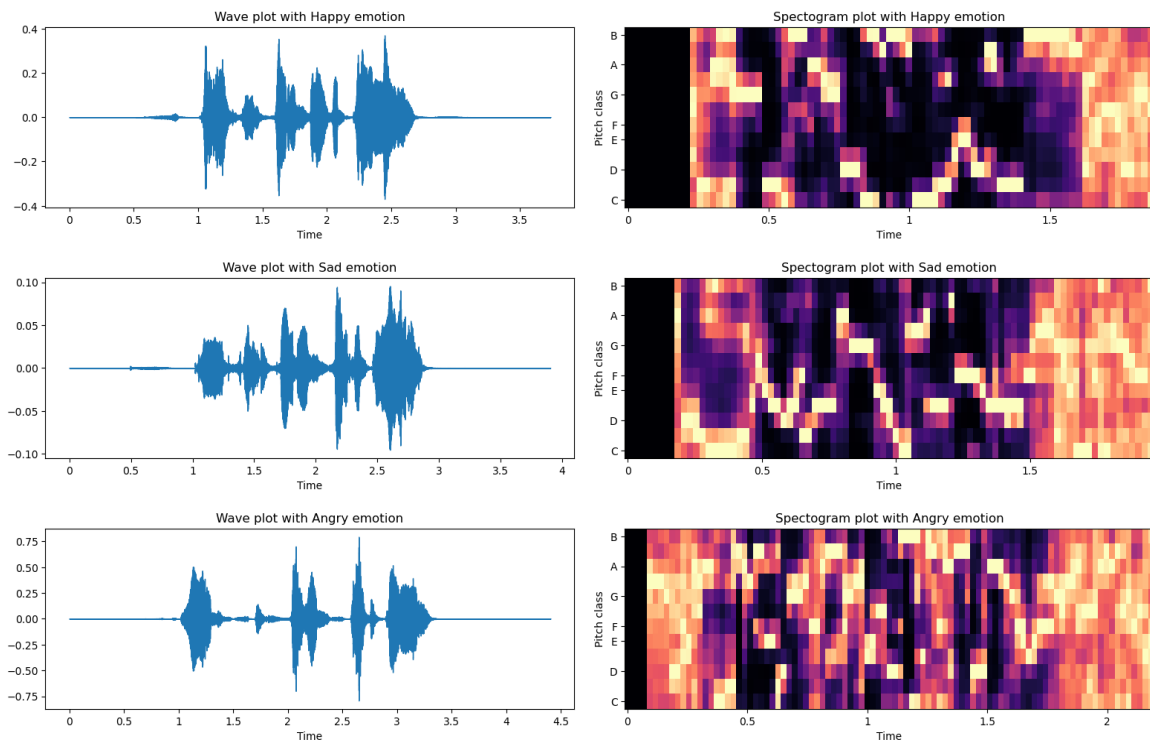 Wave plot with Happy emotion
0.4
0.2
0.0
−0.2
−0.4
0 0.5 1 1.5 2 2.5 3 3.5
Time
Spectogram plot with Happy emotion
Pitch class
B
A
G
F
E
D
C
0 0.5 1 1.5
Time
Wave plot with Sad emotion
0.10
0.05
0.00
−0.05
−0.10
0 0.5 1 1.5 2 2.5 3 3.5 4
Time
Spectogram plot with Sad emotion
Pitch class
B
A
G
F
E
D
C
0 0.5 1 1.5
Time
Wave plot with Angry emotion
0.75
0.50
0.25
0.00
−0.25
−0.50
−0.75
0 0.5 1 1.5 2 2.5 3 3.5 4 4.5
Time
Spectogram plot with Angry emotion
Pitch class
B
A
G
F
E
D
C
0 0.5 1 1.5 2
Time